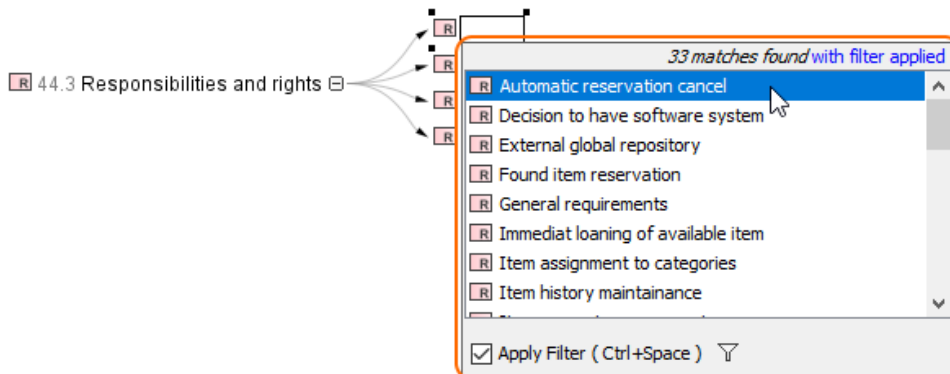 R
R
R 44.3 Responsibilities and rights
R
R
33 matches found with filter applied
R Automatic reservation cancel
R Decision to have software system
R External global repository
R Found item reservation
R General requirements
R Immediat loaning of available item
R Item assignment to categories
R Item history maintainance
Apply Filter ( Ctrl+Space )